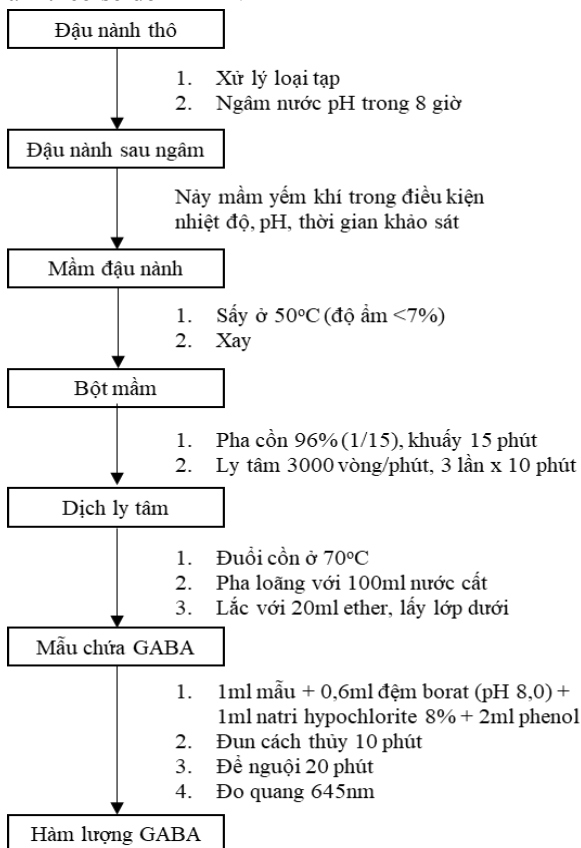 Đậu nành thô
1. Xử lý loại tạp
2. Ngâm nước pH trong 8 giờ
Đậu nành sau ngâm
Nảy mầm yếm khí trong điều kiện
nhiệt độ, pH, thời gian khảo sát
Mầm đậu nành
1. Sấy ở 50°C (độ ẩm <7%)
2. Xay
Bột mầm
1. Pha cồn 96% (1/15), khuấy 15 phút
2. Ly tâm 3000 vòng/phút, 3 lần x 10 phút
Dịch ly tâm
1. Đuổi cồn ở 70°C
2. Pha loãng với 100ml nước cất
3. Lắc với 20ml ether, lấy lớp dưới
Mẫu chứa GABA
1. 1ml mẫu + 0,6ml đệm borat (pH 8,0) +
1ml natri hypochlorite 8% + 2ml phenol
2. Đun cách thủy 10 phút
3. Để nguội 20 phút
4. Đo quang 645nm
Hàm lượng GABA